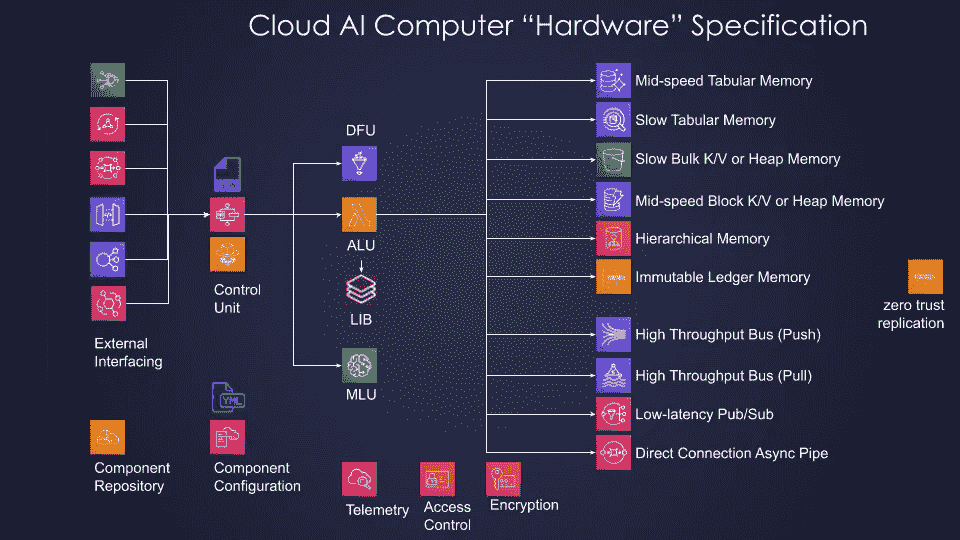 Cloud AI Computer “Hardware” Specification
Mid-speed Tabular Memory
DFU
Slow Tabular Memory
Slow Bulk K/V or Heap Memory
Mid-speed Block K/V or Heap Memory
ALU
Hierarchical Memory
Control
Unit
Immutable Ledger Memory
zero trust
replication
LIB
High Throughput Bus (Push)
External
Interfacing
High Throughput Bus (Pull)
MLU
YML
Low-latency Pub/Sub
Direct Connection Async Pipe
Component
Repository
Component
Configuration
Telemetry
Access
Control
Encryption